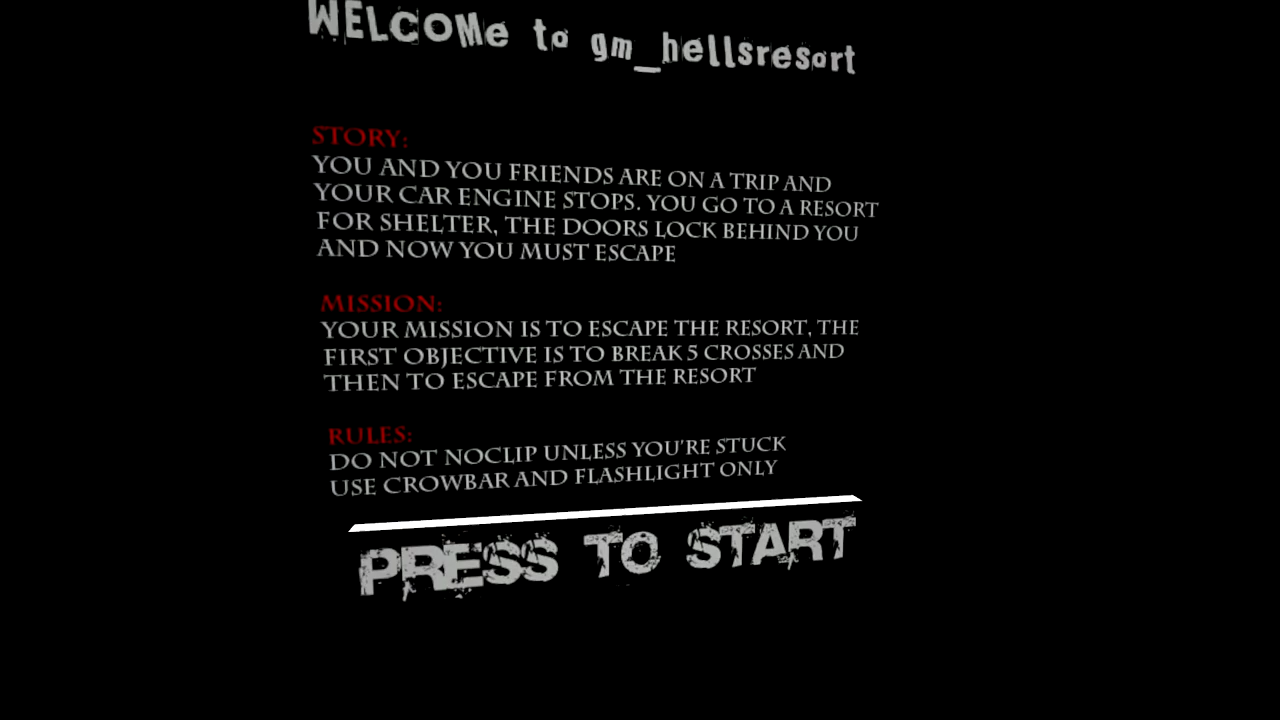 WELCOMe to gm_hellsresort
STORY:
YOU AND YOU FRIENDS ARE ON A TRIP AND
YOUR CAR ENGINE STOPS. YOU GO TO A RESORT
FOR SHELTER, THE DOORS LOCK BEHIND YOU
AND NOW YOU MUST ESCAPE
MISSION:
YOUR MISSION IS TO ESCAPE THE RESORT, THE
FIRST OBJECTIVE IS TO BREAK 5 CROSSES AND
THEN TO ESCAPE FROM THE RESORT
RULES:
DO NOT NOCLIP UNLESS YOU'RE STUCK
USE CROWBAR AND FLASHLIGHT ONLY
PRESS TO START